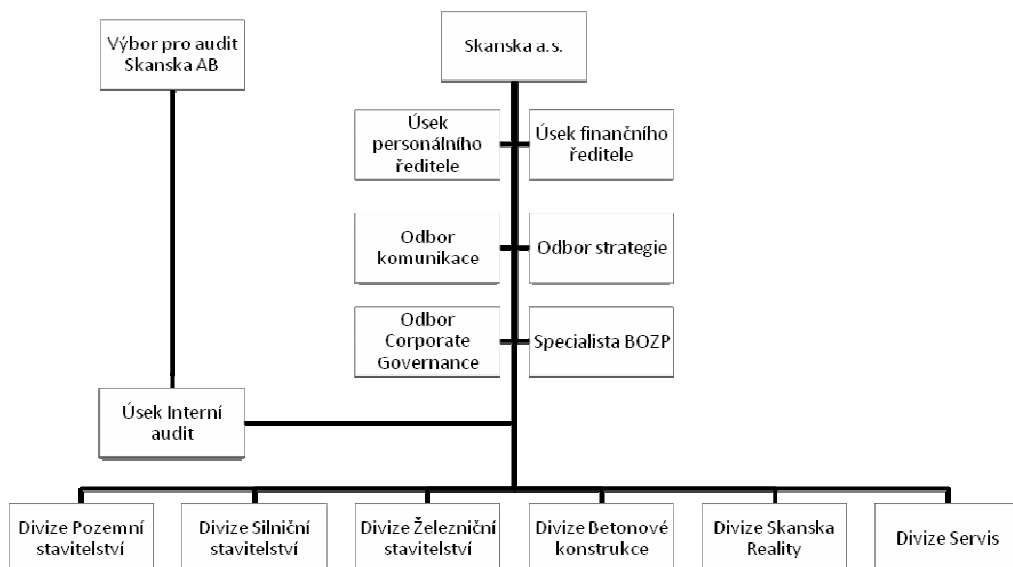 Výbor pro audit
Skanska AB
Skanska a.s.
Úsek
personálního
ředitele
Úsek finančního
ředitele
Odbor
komunikace
Odbor strategie
Odbor
Corporate
Governance
Specialista BOZP
Úsek Interní
audit
Divize Pozemní
stavitelství
Divize Silniční
stavitelství
Divize Železniční
stavitelství
Divize Betonové
konstrukce
Divize Skanska
Reality
Divize Servis